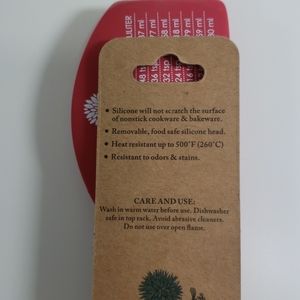 • Silicone will not scratch the surface
of nonstick cookware & bakeware.
• Removable, food safe silicone head.
• Heat resistant up to 500°F (260°C)
• Resistant to odors & stains.
CARE AND USE:
Wash in warm water before use. Dishwasher
safe in top rack. Avoid abrasive cleaners.
Do not use over open flame.